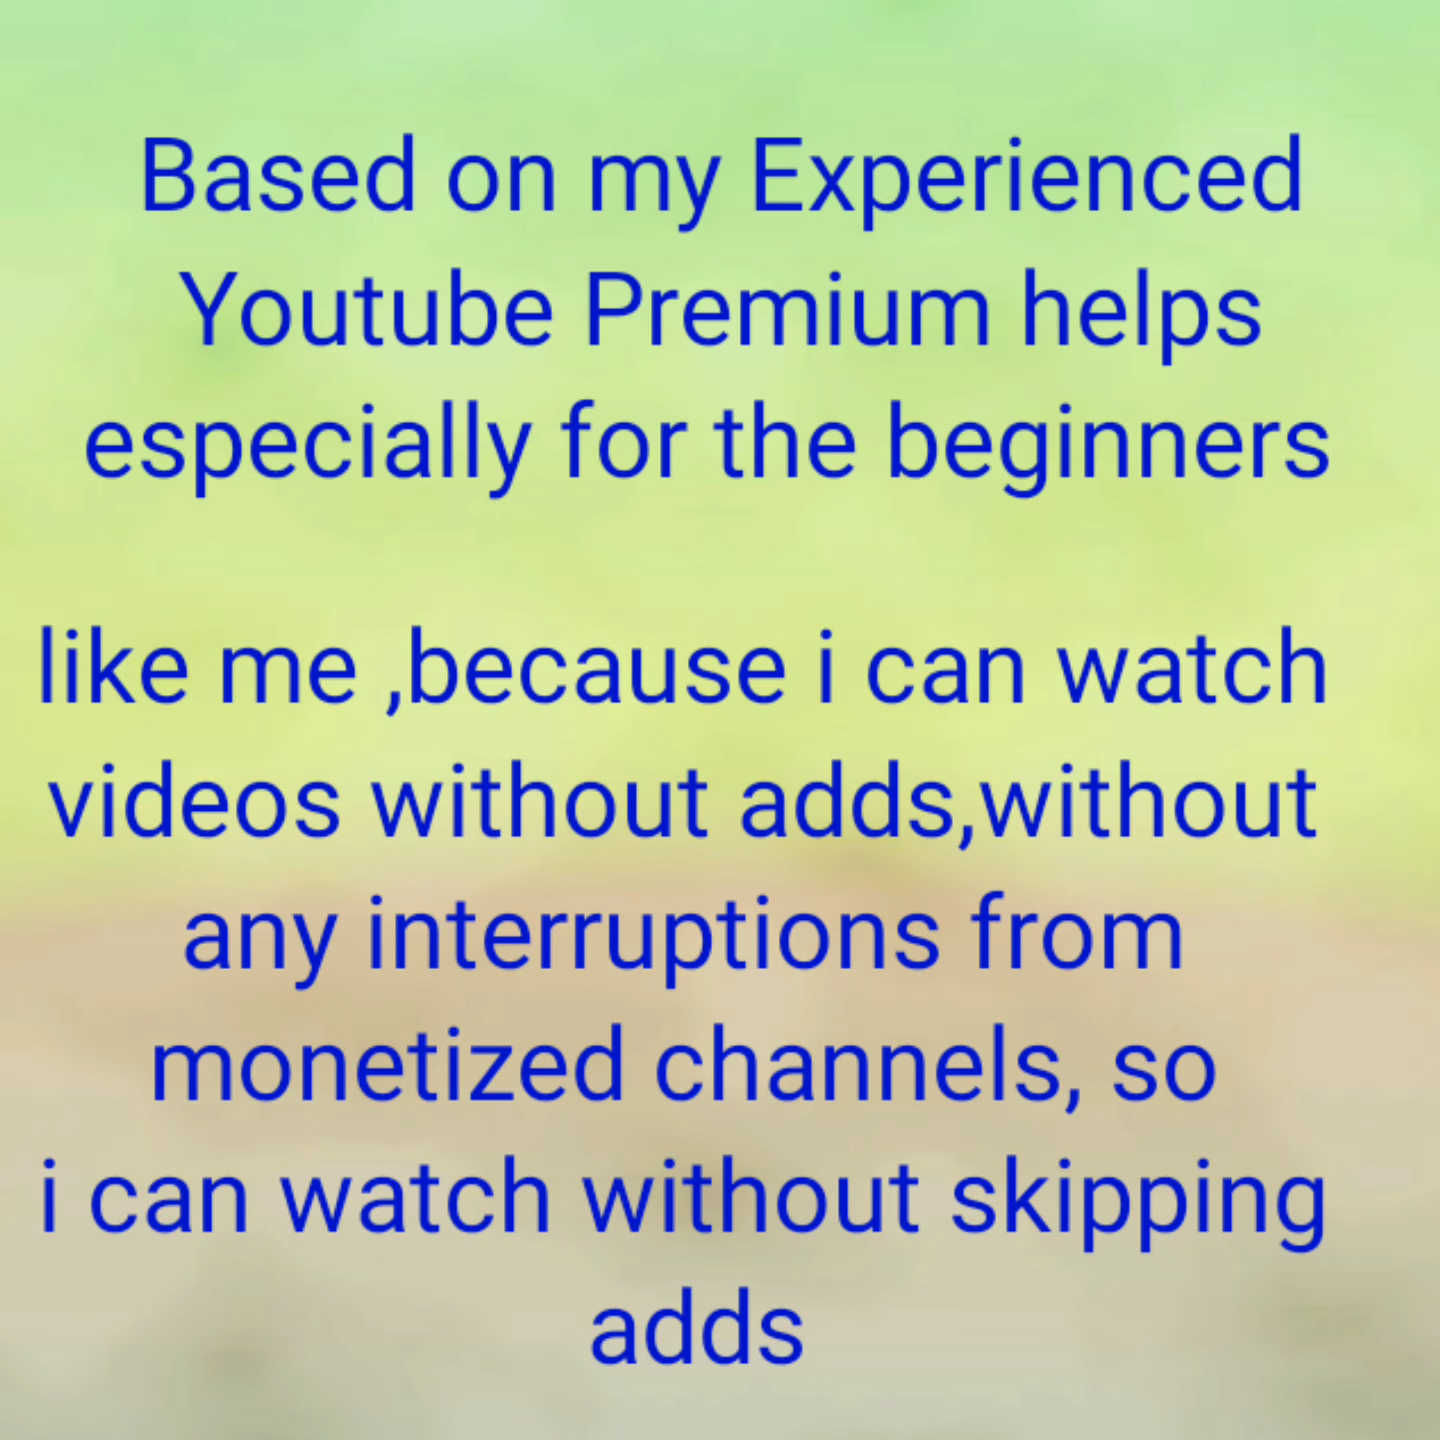 Based on my Experienced
Youtube Premium helps
especially for the beginners
like me ,because i can watch
videos without adds,without
any interruptions from
monetized channels, so
i can watch without skipping
adds